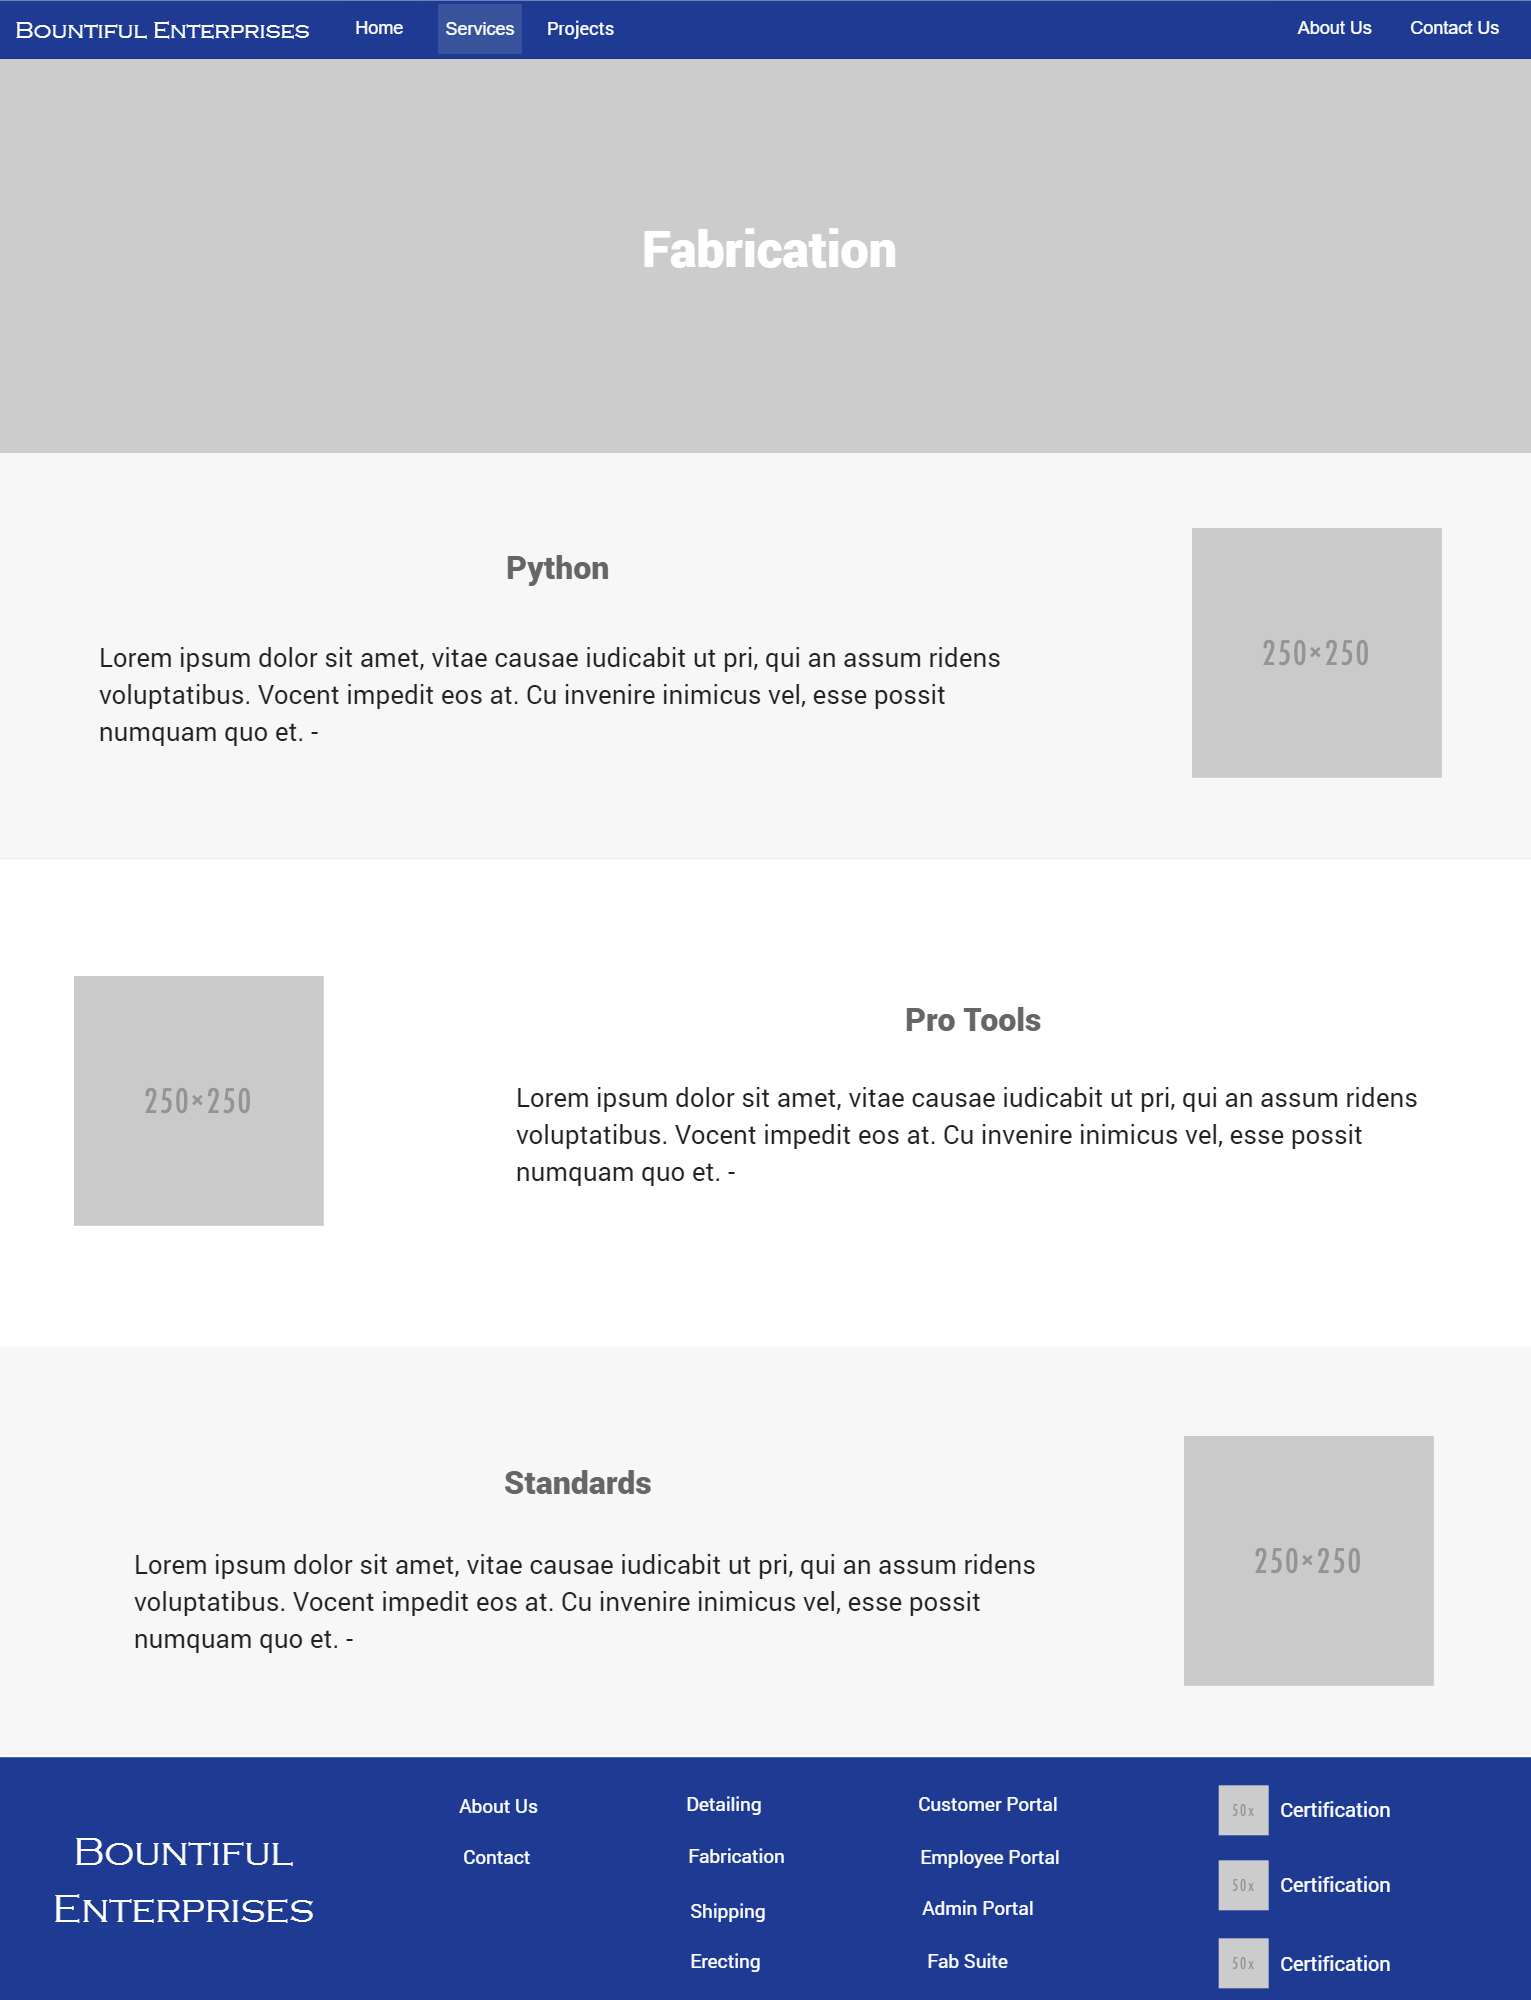 Bountiful Enterprises
Home
Services
Projects
About Us
Contact Us
Fabrication
Python
Lorem ipsum dolor sit amet, vitae causae iudicabit ut pri, qui an assum ridens
voluptatibus. Vocent impedit eos at. Cu invenire inimicus vel, esse possit
numquam quo et. -
250×250
250×250
Pro Tools
Lorem ipsum dolor sit amet, vitae causae iudicabit ut pri, qui an assum ridens
voluptatibus. Vocent impedit eos at. Cu invenire inimicus vel, esse possit
numquam quo et. -
Standards
Lorem ipsum dolor sit amet, vitae causae iudicabit ut pri, qui an assum ridens
voluptatibus. Vocent impedit eos at. Cu invenire inimicus vel, esse possit
numquam quo et. -
250×250
Bountiful
Enterprises
About Us
Contact
Detailing
Fabrication
Shipping
Erecting
Customer Portal
Employee Portal
Admin Portal
Fab Suite
50x
Certification
50x
Certification
50x
Certification